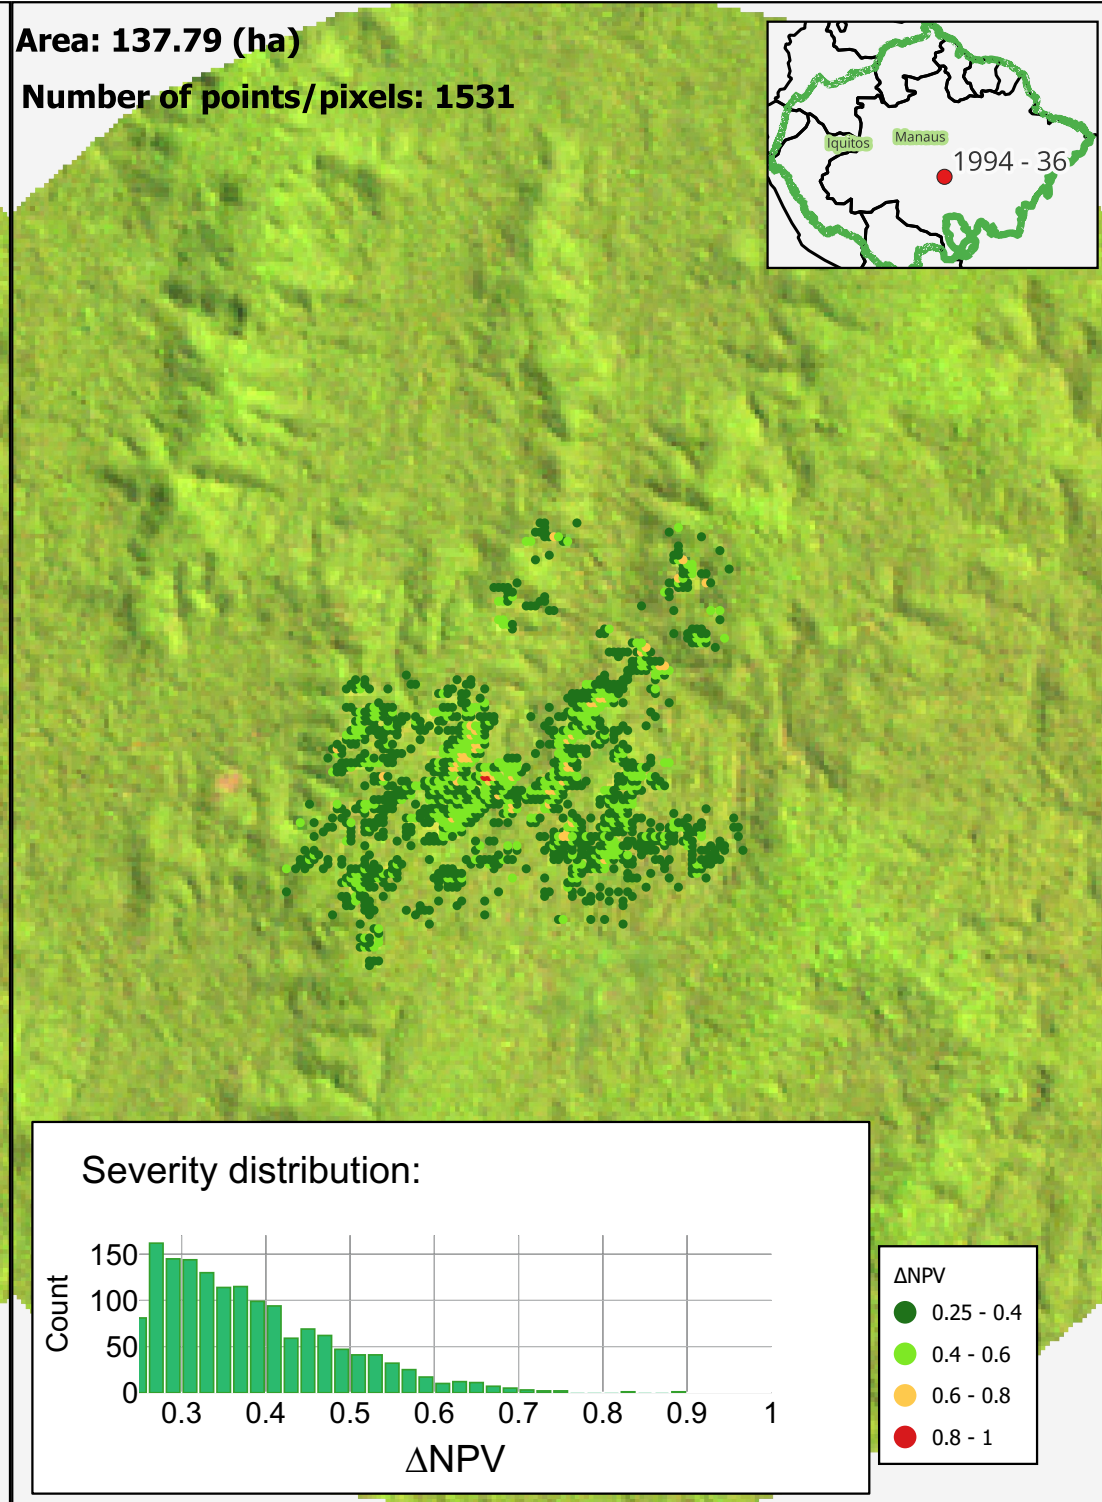 Area: 137.79 (ha)
Number of points/pixels: 1531
Iquitos
Manaus
1994 - 36
Severity distribution:
Count
150
100
50
0
0.3 0.4 0.5 0.6 0.7 0.8 0.9 1
ΔNPV
ΔNPV
0.25 - 0.4
0.4 - 0.6
0.6 - 0.8
0.8 - 1